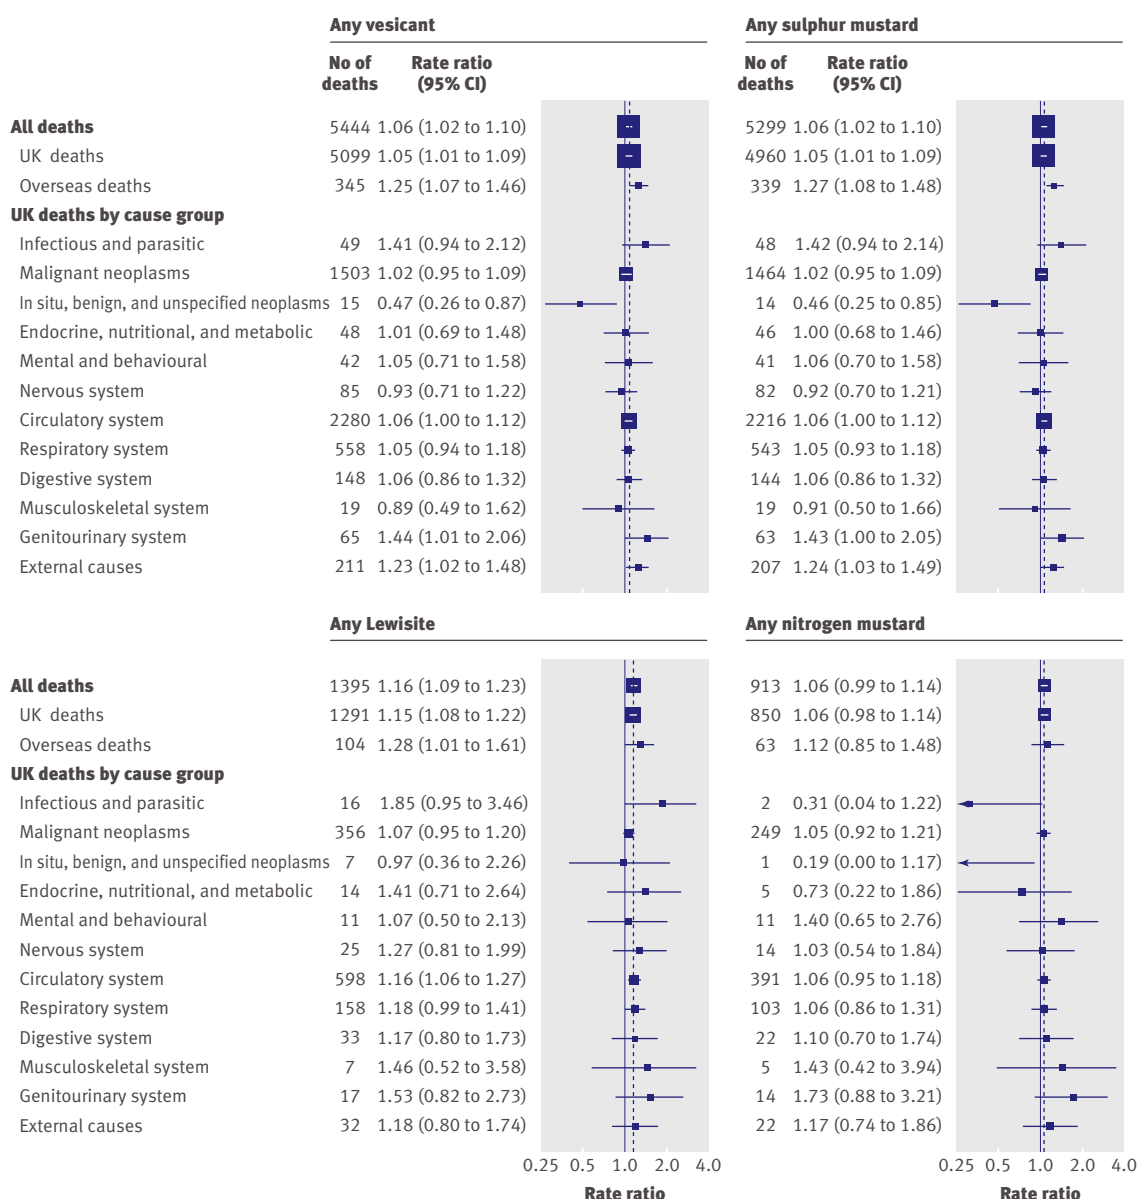 Any vesicant Any sulphur mustard
No of deaths Rate ratio (95% CI) No of deaths Rate ratio (95% CI)
All deaths 5444 1.06 (1.02 to 1.10) 5299 1.06 (1.02 to 1.10)
UK deaths 5099 1.05 (1.01 to 1.09) 4960 1.05 (1.01 to 1.09)
Overseas deaths 345 1.25 (1.07 to 1.46) 339 1.27 (1.08 to 1.48)
UK deaths by cause group
Infectious and parasitic 49 1.41 (0.94 to 2.12) 48 1.42 (0.94 to 2.14)
Malignant neoplasms 1503 1.02 (0.95 to 1.09) 1464 1.02 (0.95 to 1.09)
In situ, benign, and unspecified neoplasms 15 0.47 (0.26 to 0.87) 14 0.46 (0.25 to 0.85)
Endocrine, nutritional, and metabolic 48 1.01 (0.69 to 1.48) 46 1.00 (0.68 to 1.46)
Mental and behavioural 42 1.05 (0.71 to 1.58) 41 1.06 (0.70 to 1.58)
Nervous system 85 0.93 (0.71 to 1.22) 82 0.92 (0.70 to 1.21)
Circulatory system 2280 1.06 (1.00 to 1.12) 2216 1.06 (1.00 to 1.12)
Respiratory system 558 1.05 (0.94 to 1.18) 543 1.05 (0.93 to 1.18)
Digestive system 148 1.06 (0.86 to 1.32) 144 1.06 (0.86 to 1.32)
Musculoskeletal system 19 0.89 (0.49 to 1.62) 19 0.91 (0.50 to 1.66)
Genitourinary system 65 1.44 (1.01 to 2.06) 63 1.43 (1.00 to 2.05)
External causes 211 1.23 (1.02 to 1.48) 207 1.24 (1.03 to 1.49)
Any Lewisite Any nitrogen mustard
All deaths 1395 1.16 (1.09 to 1.23) 913 1.06 (0.99 to 1.14)
UK deaths 1291 1.15 (1.08 to 1.22) 850 1.06 (0.98 to 1.14)
Overseas deaths 104 1.28 (1.01 to 1.61) 63 1.12 (0.85 to 1.48)
UK deaths by cause group
Infectious and parasitic 16 1.85 (0.95 to 3.46) 2 0.31 (0.04 to 1.22)
Malignant neoplasms 356 1.07 (0.95 to 1.20) 249 1.05 (0.92 to 1.21)
In situ, benign, and unspecified neoplasms 7 0.97 (0.36 to 2.26) 1 0.19 (0.00 to 1.17)
Endocrine, nutritional, and metabolic 14 1.41 (0.71 to 2.64) 5 0.73 (0.22 to 1.86)
Mental and behavioural 11 1.07 (0.50 to 2.13) 11 1.40 (0.65 to 2.76)
Nervous system 25 1.27 (0.81 to 1.99) 14 1.03 (0.54 to 1.84)
Circulatory system 598 1.16 (1.06 to 1.27) 391 1.06 (0.95 to 1.18)
Respiratory system 158 1.18 (0.99 to 1.41) 103 1.06 (0.86 to 1.31)
Digestive system 33 1.17 (0.80 to 1.73) 22 1.10 (0.70 to 1.74)
Musculoskeletal system 7 1.46 (0.52 to 3.58) 5 1.43 (0.42 to 3.94)
Genitourinary system 17 1.53 (0.82 to 2.73) 14 1.73 (0.88 to 3.21)
External causes 32 1.18 (0.80 to 1.74) 22 1.17 (0.74 to 1.86)
0.25 0.5 1.0 2.0 4.0 0.25 0.5 1.0 2.0 4.0
Rate ratio Rate ratio